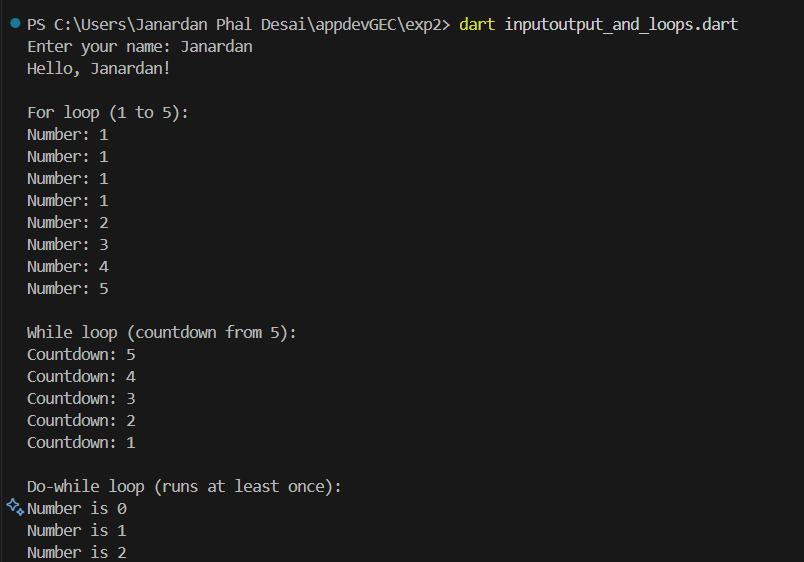 PS C:\Users\Janardan Phal Desai\appdevGEC\exp2> dart inputoutput_and_loops.dart
Enter your name: Janardan
Hello, Janardan!
For loop (1 to 5):
Number: 1
Number: 1
Number: 1
Number: 1
Number: 2
Number: 3
Number: 4
Number: 5
While loop (countdown from 5):
Countdown: 5
Countdown: 4
Countdown: 3
Countdown: 2
Countdown: 1
Do-while loop (runs at least once):
Number is 0
Number is 1
Number is 2